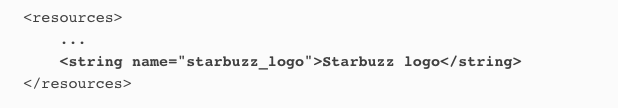 <resources>
    ...
    <string name="starbuzz_logo">Starbuzz logo</string>
</resources>